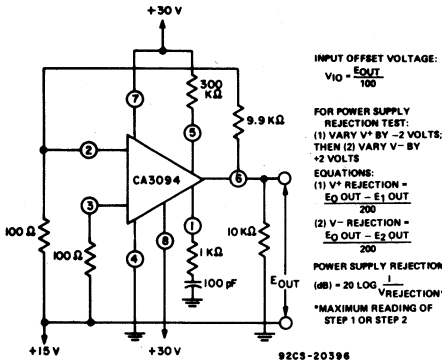 +30 V
300
KΩ
7
9.9 KΩ
5
2
CA3094
6
3
1
100 Ω
100 Ω
4
8
1 KΩ
10 KΩ
100 pF
EOUT
+15 V
+30 V
92CS-20396
INPUT OFFSET VOLTAGE:
VIO = EOUT
100
FOR POWER SUPPLY
REJECTION TEST:
(1) VARY V+ BY -2 VOLTS;
THEN (2) VARY V- BY
+2 VOLTS
EQUATIONS:
(1) V+ REJECTION =
E0 OUT - E1 OUT
200
(2) V- REJECTION =
E0 OUT - E2 OUT
200
POWER SUPPLY REJECTION
(dB) = 20 LOG 1
VREJECTION*
*MAXIMUM READING OF
STEP 1 OR STEP 2